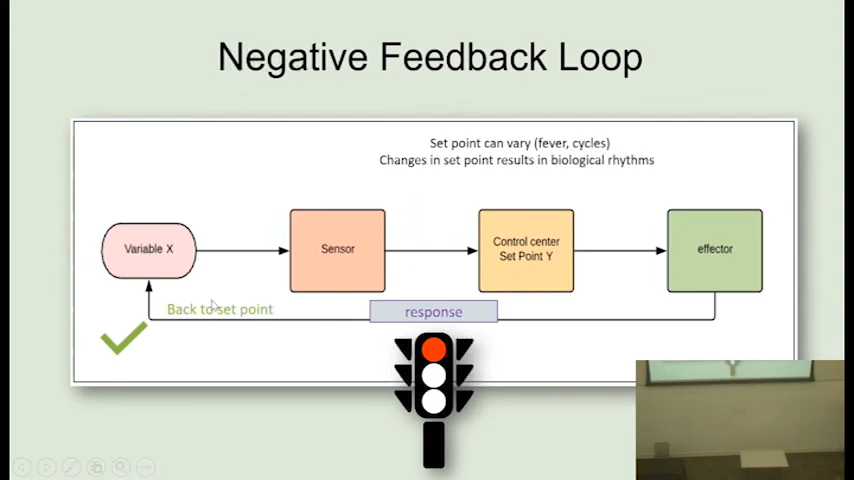 Negative Feedback Loop
Set point can vary (fever, cycles)
Changes in set point results in biological rhythms
Variable X
Sensor
Control center
Set Point Y
effector
Back to set point
response